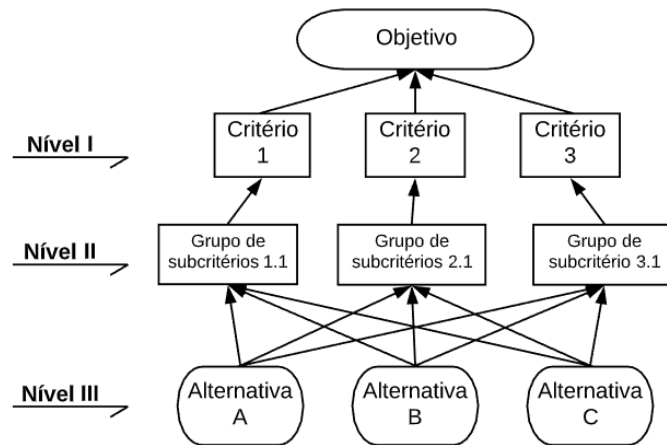 Objetivo
Nível I
Critério
1
Critério
2
Critério
3
Nível II
Grupo de
subcritérios 1.1
Grupo de
subcritérios 2.1
Grupo de
subcritério 3.1
Nível III
Alternativa
A
Alternativa
B
Alternativa
C